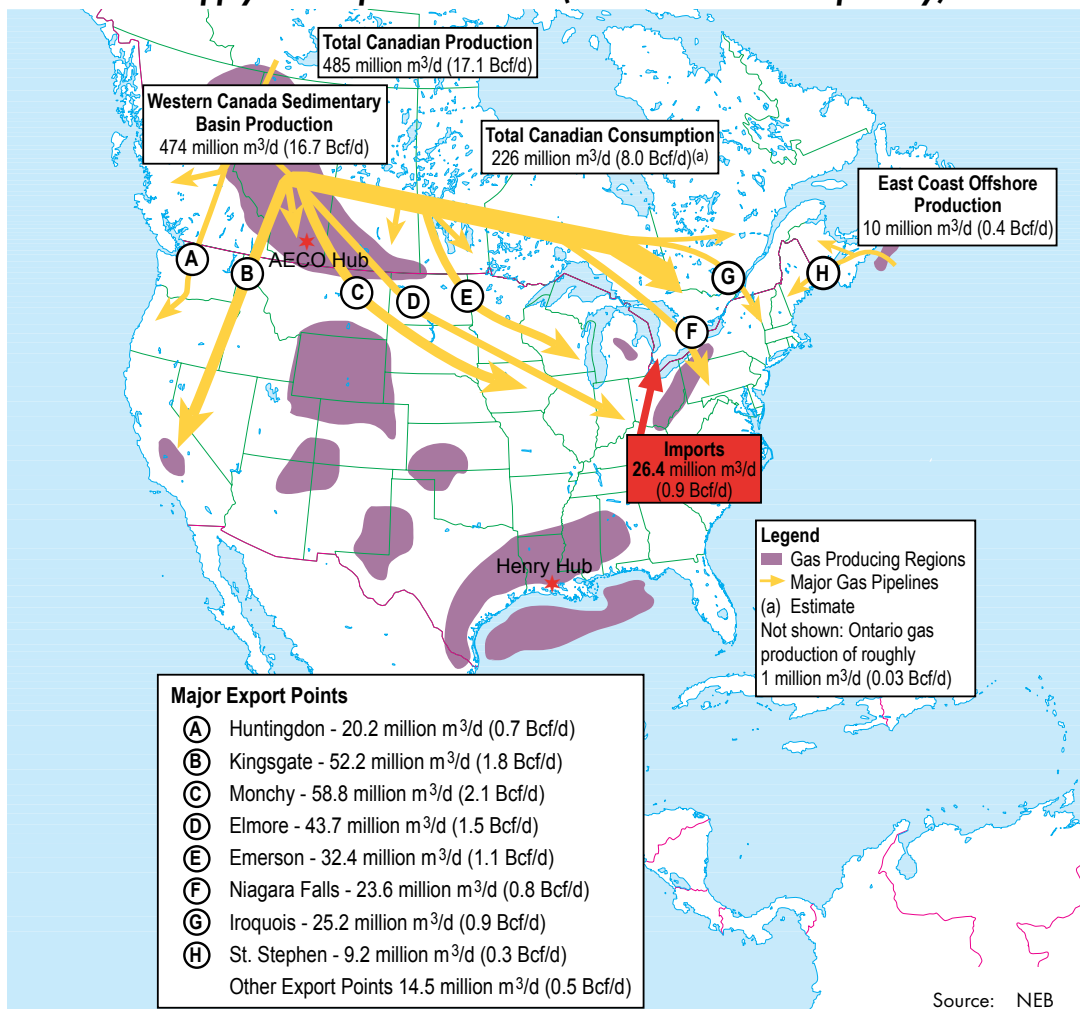 Total Canadian Production
485 million m³/d (17.1 Bcf/d)
Western Canada Sedimentary
Basin Production
474 million m³/d (16.7 Bcf/d)
Total Canadian Consumption
226 million m³/d (8.0 Bcf/d)(a)
East Coast Offshore
Production
10 million m³/d (0.4 Bcf/d)
A
B
AECO Hub
C
D
E
F
G
H
Imports
26.4 million m³/d
(0.9 Bcf/d)
Henry Hub
Legend
Gas Producing Regions
Major Gas Pipelines
(a) Estimate
Not shown: Ontario gas
production of roughly
1 million m³/d (0.03 Bcf/d)
Major Export Points
A Huntingdon - 20.2 million m³/d (0.7 Bcf/d)
B Kingsgate - 52.2 million m³/d (1.8 Bcf/d)
C Monchy - 58.8 million m³/d (2.1 Bcf/d)
D Elmore - 43.7 million m³/d (1.5 Bcf/d)
E Emerson - 32.4 million m³/d (1.1 Bcf/d)
F Niagara Falls - 23.6 million m³/d (0.8 Bcf/d)
G Iroquois - 25.2 million m³/d (0.9 Bcf/d)
H St. Stephen - 9.2 million m³/d (0.3 Bcf/d)
Other Export Points 14.5 million m³/d (0.5 Bcf/d)
Source: NEB